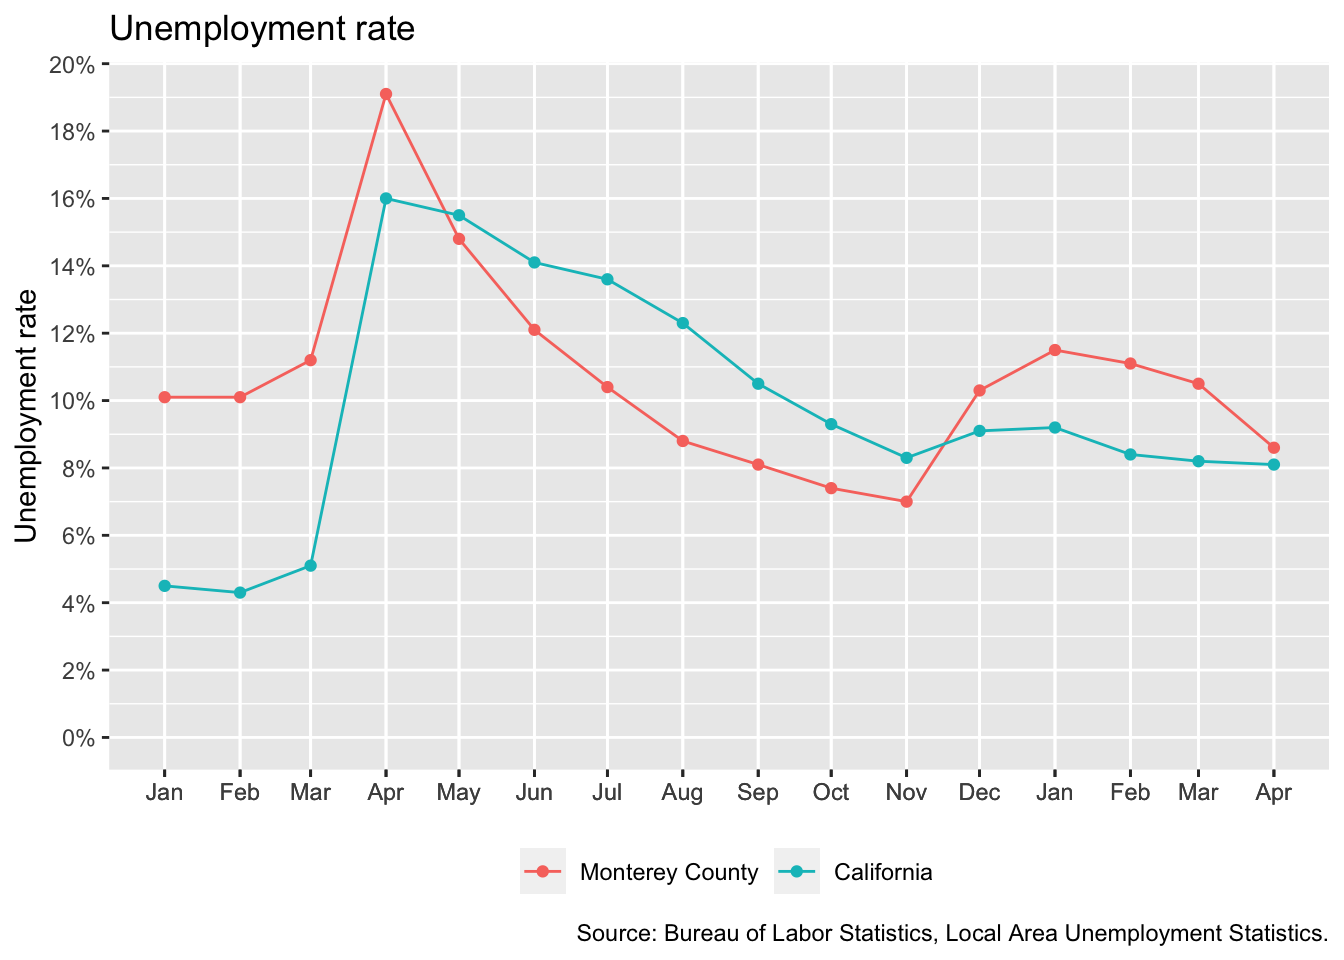 Unemployment rate
Unemployment rate
20%
18%
16%
14%
12%
10%
8%
6%
4%
2%
0%
Jan Feb Mar Apr May Jun Jul Aug Sep Oct Nov Dec Jan Feb Mar Apr
Monterey County California
Source: Bureau of Labor Statistics, Local Area Unemployment Statistics.